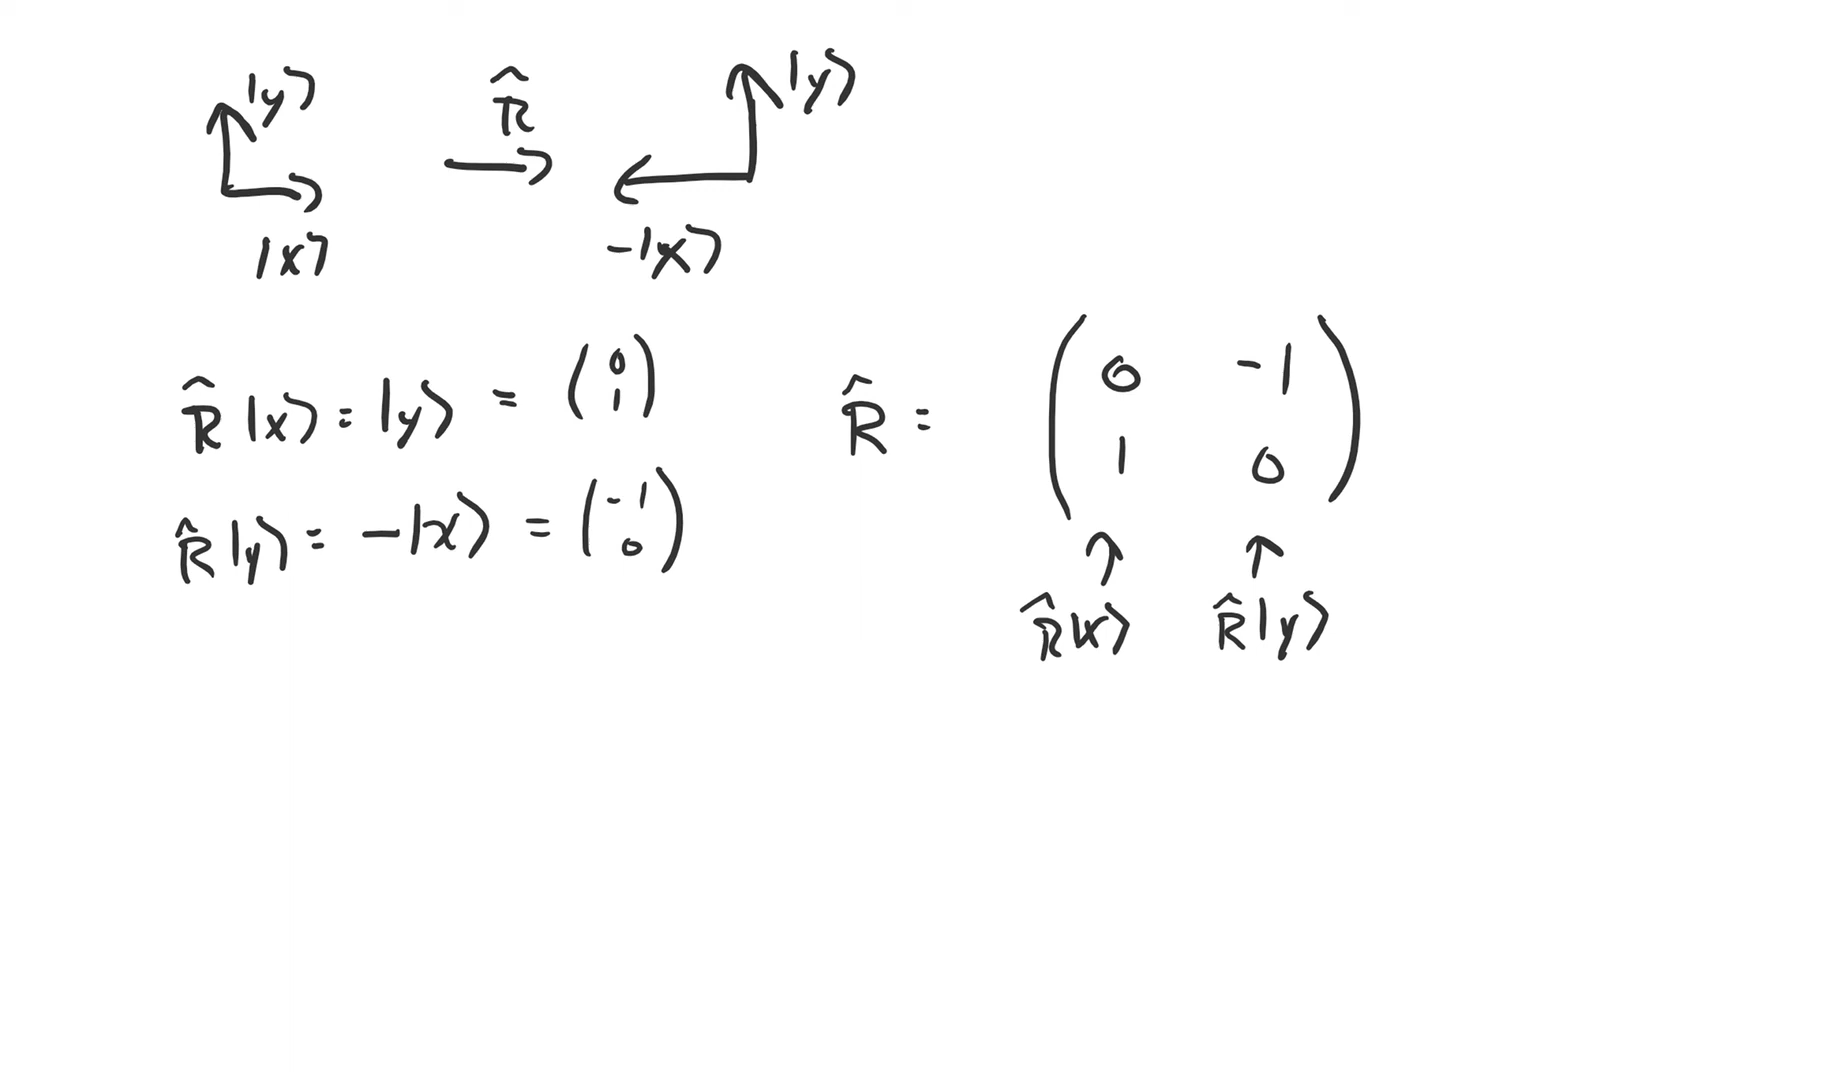 |y⟩ R̂ |y⟩
|x⟩ -|x⟩
R̂ |x⟩ = |y⟩ = (0 1)
R̂ |y⟩ = -|x⟩ = (-1 0)
R̂ = (0 -1
1 0)
R̂|x⟩ R̂|y⟩